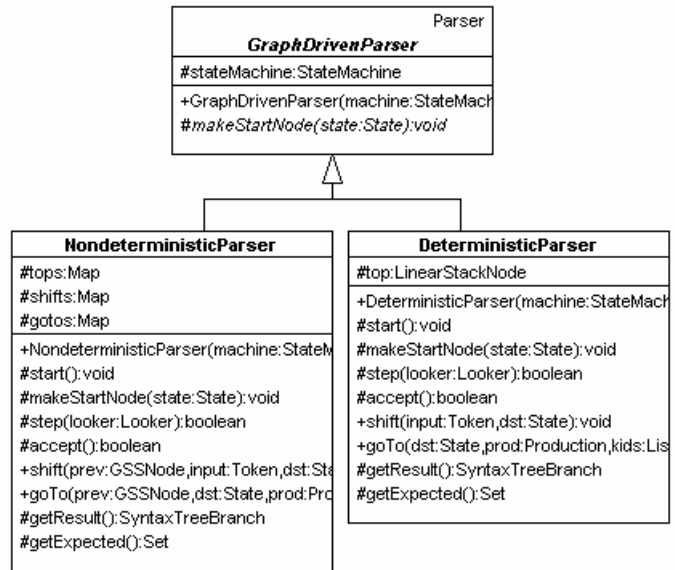 Parser
GraphDrivenParser
#stateMachine:StateMachine
+GraphDrivenParser(machine:StateMach
#makeStartNode(state:State):void
NondeterministicParser
#tops:Map
#shifts:Map
#gotos:Map
+NondeterministicParser(machine:StateM
#start():void
#makeStartNode(state:State):void
#step(looker:Looker):boolean
#accept():boolean
+shift(prev:GSSNode,input:Token,dst:Sta
+goTo(prev:GSSNode,dst:State,prod:Pro
#getResult():SyntaxTreeBranch
#getExpected():Set
DeterministicParser
#top:LinearStackNode
+DeterministicParser(machine:StateMach
#start():void
#makeStartNode(state:State):void
#step(looker:Looker):boolean
#accept():boolean
+shift(input:Token,dst:State):void
+goTo(dst:State,prod:Production,kids:Lis
#getResult():SyntaxTreeBranch
#getExpected():Set